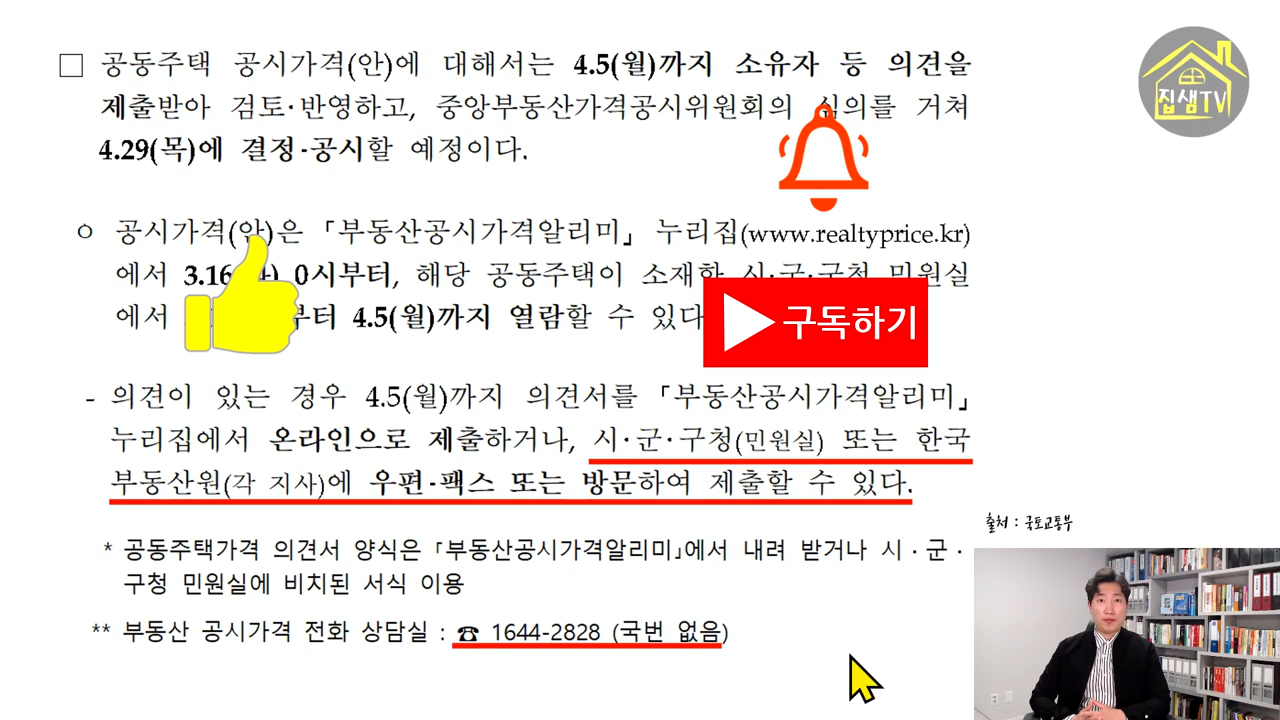 □ 공동주택 공시가격(안)에 대해서는 4.5(월)까지 소유자 등 의견을
제출받아 검토·반영하고, 중앙부동산가격공시위원회의 심의를 거쳐
4.29(목)에 결정·공시할 예정이다.
집샘TV
ㅇ 공시가격(안)은 「부동산공시가격알리미」 누리집(www.realtyprice.kr)
에서 3.16 0시부터, 해당 공동주택이 소재한 시·군·구청 민원실
에서 부터 4.5(월)까지 열람할 수 있다
구독하기
- 의견이 있는 경우 4.5(월)까지 의견서를 「부동산공시가격알리미」
누리집에서 온라인으로 제출하거나, 시·군·구청(민원실) 또는 한국
부동산원(각 지사)에 우편·팩스 또는 방문하여 제출할 수 있다.
출처 : 국토교통부
* 공동주택가격 의견서 양식은 「부동산공시가격알리미」에서 내려 받거나 시·군·
구청 민원실에 비치된 서식 이용
** 부동산 공시가격 전화 상담실 : ☎ 1644-2828 (국번 없음)